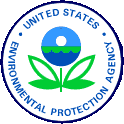 UNITED STATES
ENVIRONMENTAL PROTECTION AGENCY